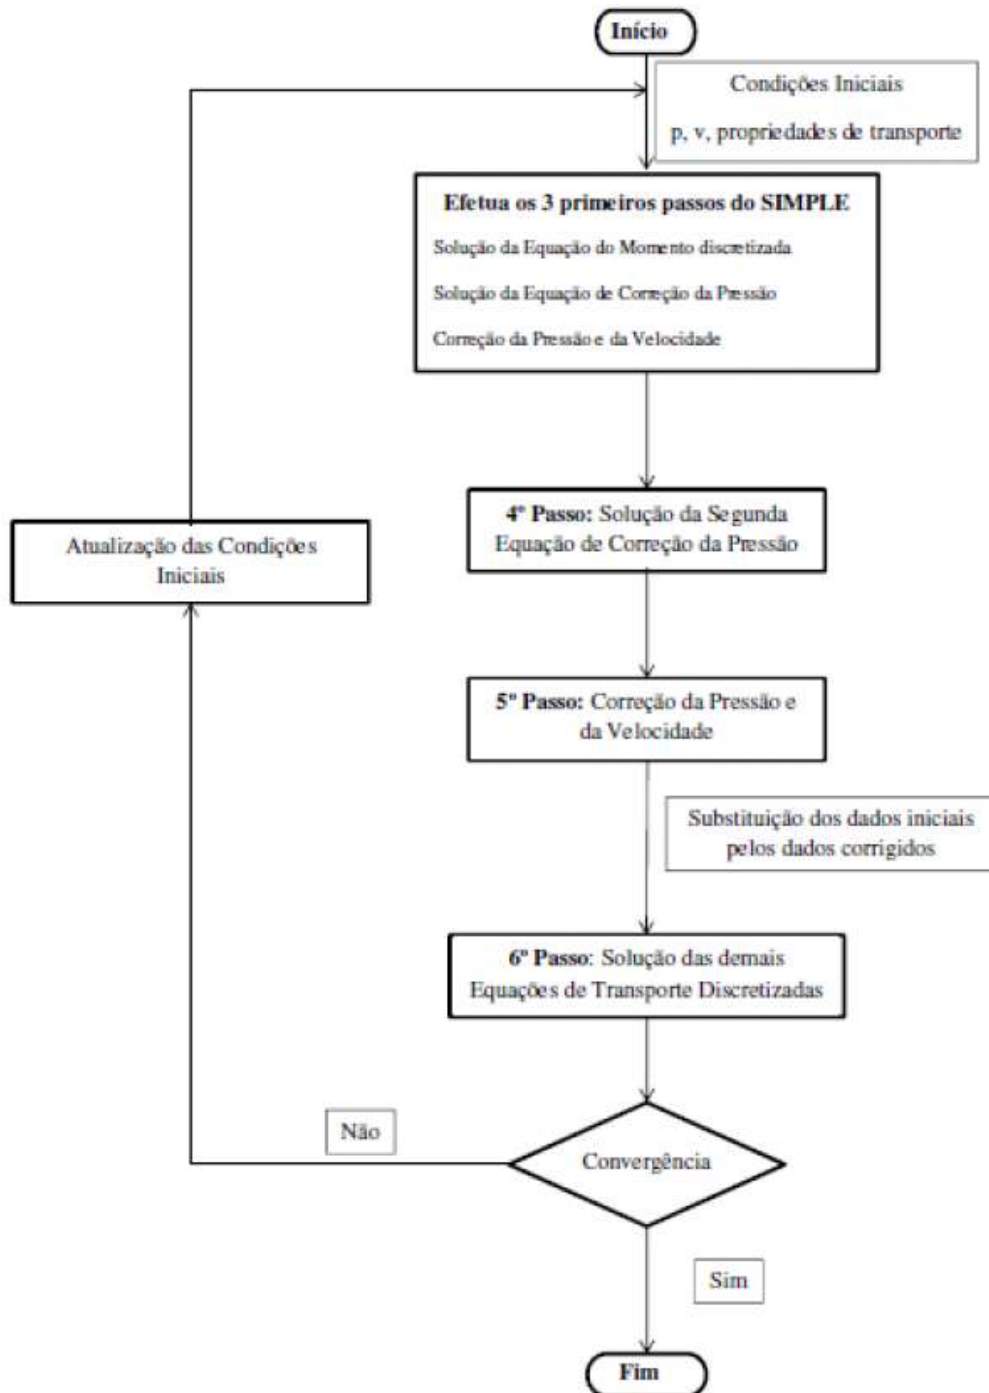 Início
Condições Iniciais
p, v, propriedades de transporte
Efetua os 3 primeiros passos do SIMPLE
Solução da Equação do Momento discretizada
Solução da Equação de Correção da Pressão
Correção da Pressão e da Velocidade
4º Passo: Solução da Segunda
Equação de Correção da Pressão
Atualização das Condições
Iniciais
5º Passo: Correção da Pressão e
da Velocidade
Substituição dos dados iniciais
pelos dados corrigidos
6º Passo: Solução das demais
Equações de Transporte Discretizadas
Não
Convergência
Sim
Fim